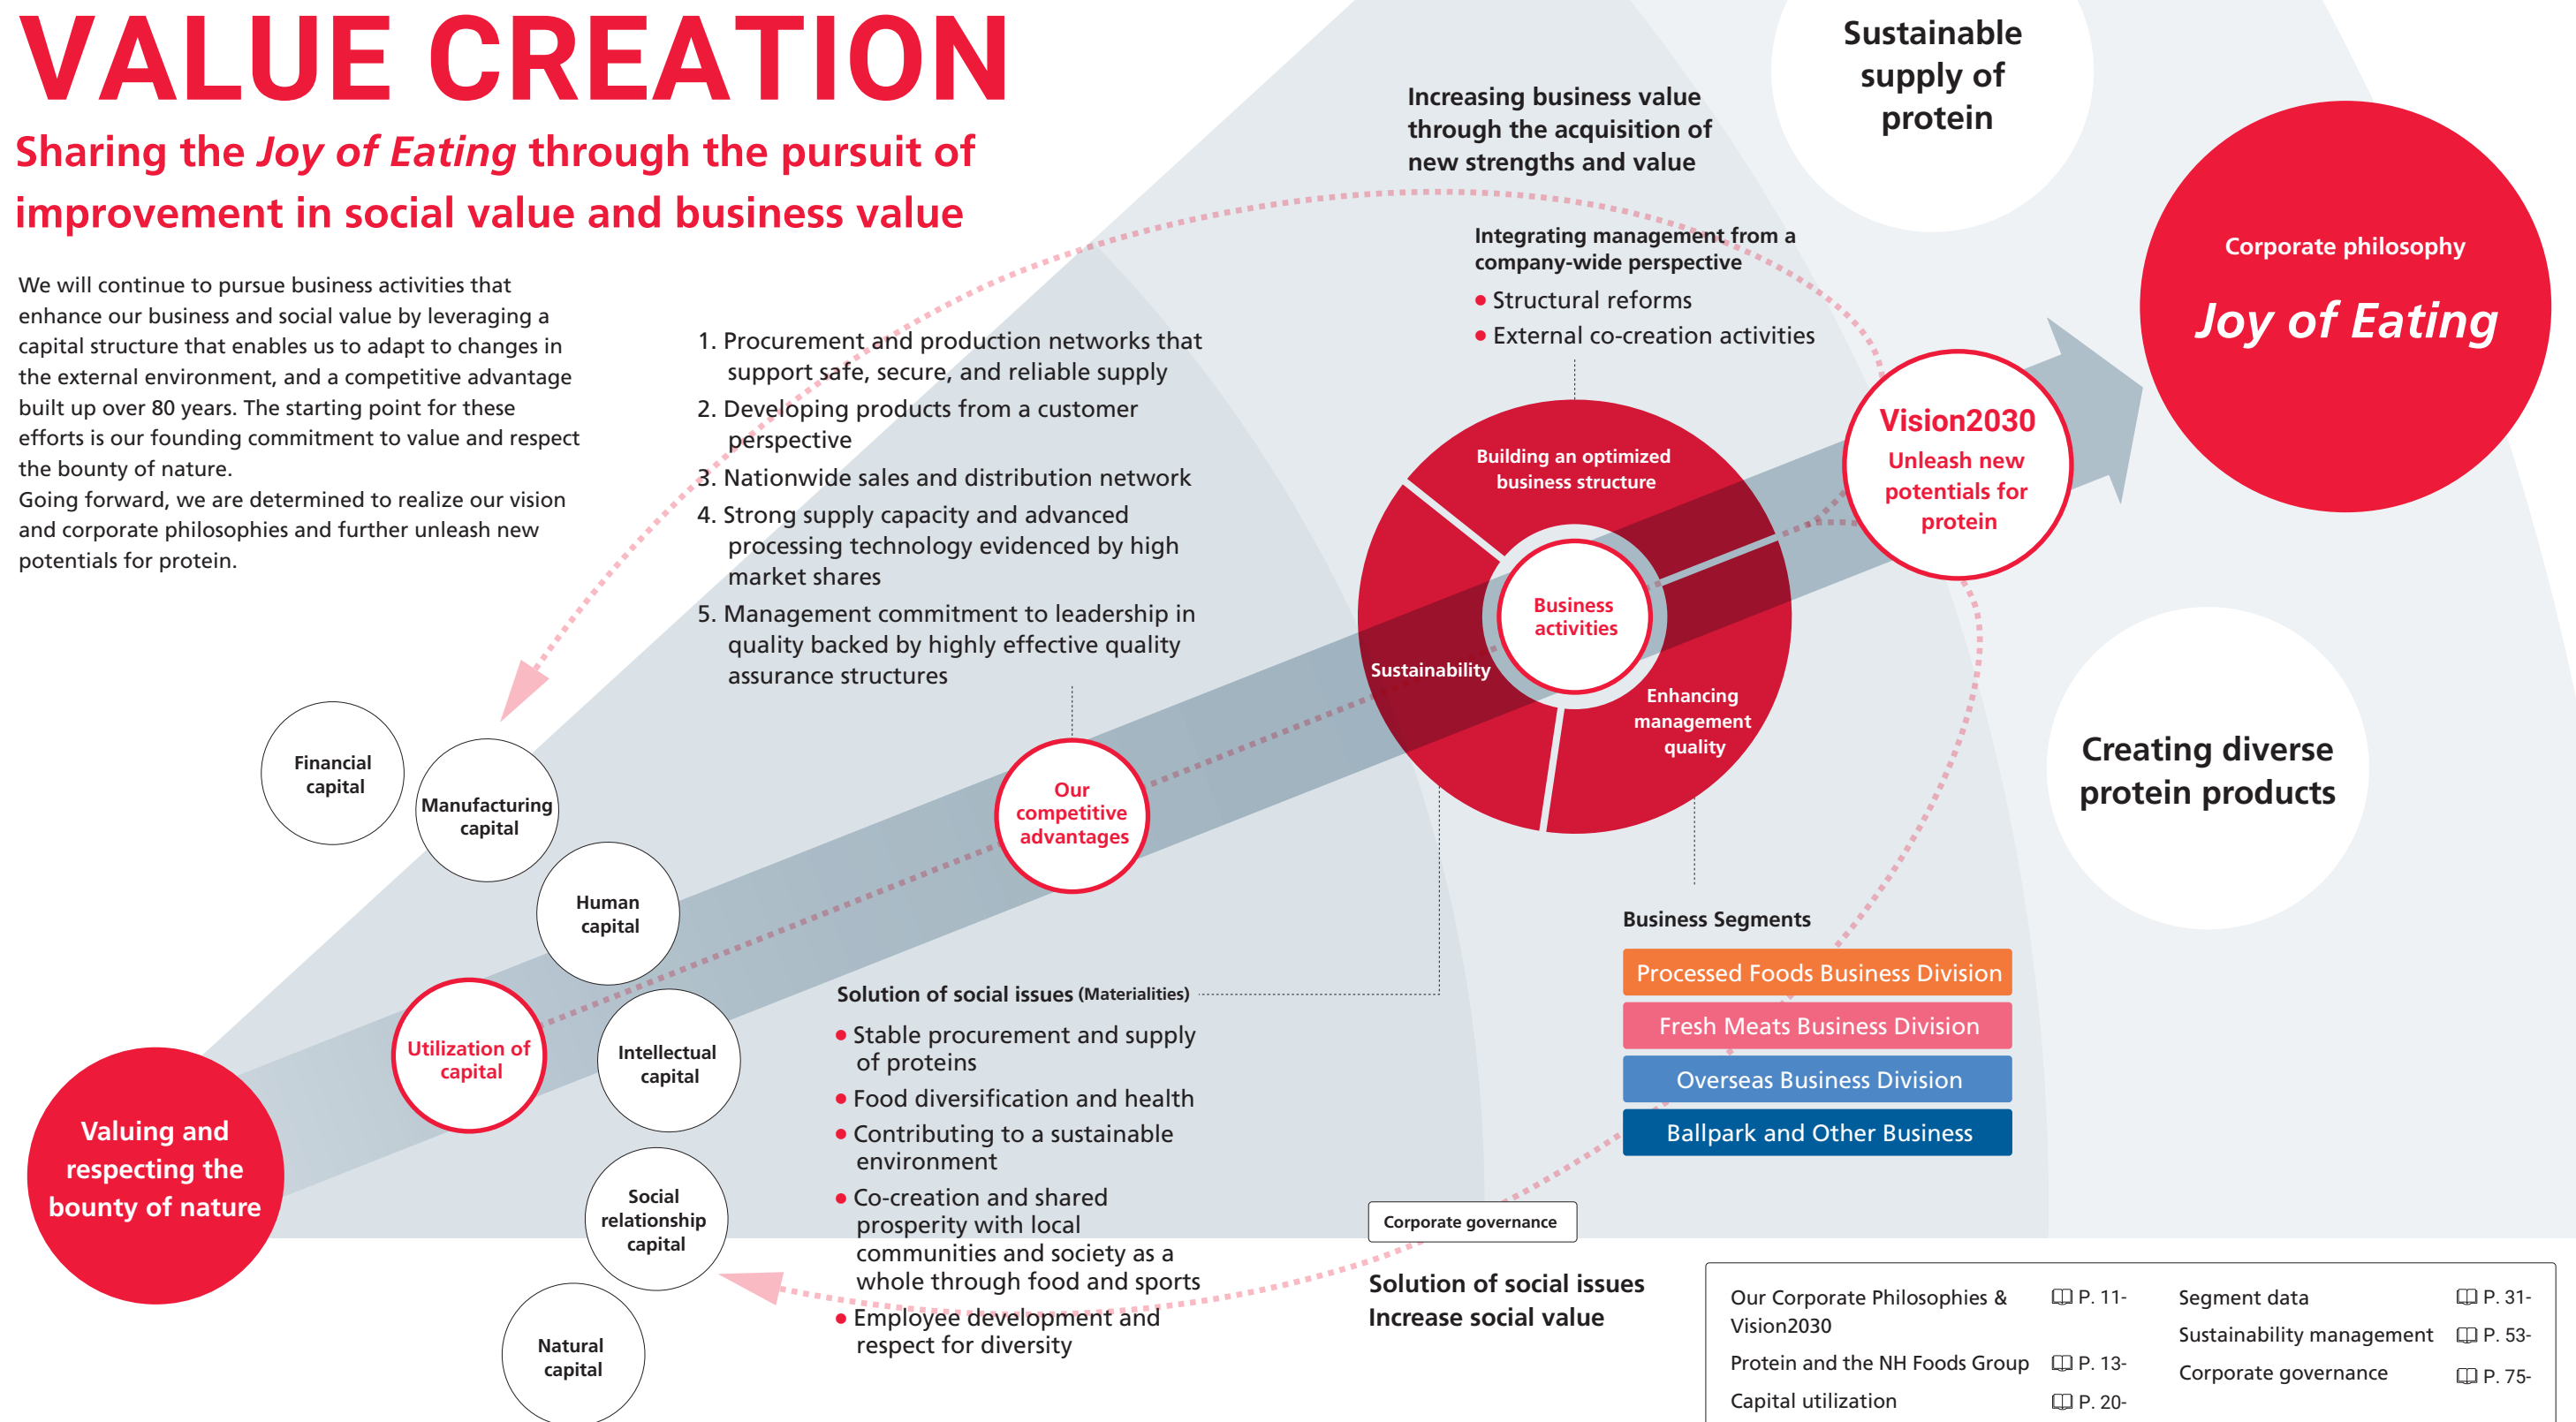 VALUE CREATION
Sharing the Joy of Eating through the pursuit of
improvement in social value and business value
We will continue to pursue business activities that
enhance our business and social value by leveraging a
capital structure that enables us to adapt to changes in
the external environment, and a competitive advantage
built up over 80 years. The starting point for these
efforts is our founding commitment to value and respect
the bounty of nature.
Going forward, we are determined to realize our vision
and corporate philosophies and further unleash new
potentials for protein.
Valuing and
respecting the
bounty of nature
Utilization of
capital
Financial
capital
Manufacturing
capital
Human
capital
Intellectual
capital
Social
relationship
capital
Natural
capital
1. Procurement and production networks that
support safe, secure, and reliable supply
2. Developing products from a customer
perspective
3. Nationwide sales and distribution network
4. Strong supply capacity and advanced
processing technology evidenced by high
market shares
5. Management commitment to leadership in
quality backed by highly effective quality
assurance structures
Our
competitive
advantages
Solution of social issues (Materialities)
• Stable procurement and supply
of proteins
• Food diversification and health
• Contributing to a sustainable
environment
• Co-creation and shared
prosperity with local
communities and society as a
whole through food and sports
• Employee development and
respect for diversity
Increasing business value
through the acquisition of
new strengths and value
Integrating management from a
company-wide perspective
• Structural reforms
• External co-creation activities
Building an optimized
business structure
Business
activities
Sustainability
Enhancing
management
quality
Business Segments
Processed Foods Business Division
Fresh Meats Business Division
Overseas Business Division
Ballpark and Other Business
Corporate governance
Solution of social issues
Increase social value
Sustainable
supply of
protein
Vision2030
Unleash new
potentials for
protein
Corporate philosophy
Joy of Eating
Creating diverse
protein products
Our Corporate Philosophies & P. 11-
Vision2030
Protein and the NH Foods Group P. 13-
Capital utilization P. 20-
Segment data P. 31-
Sustainability management P. 53-
Corporate governance P. 75-